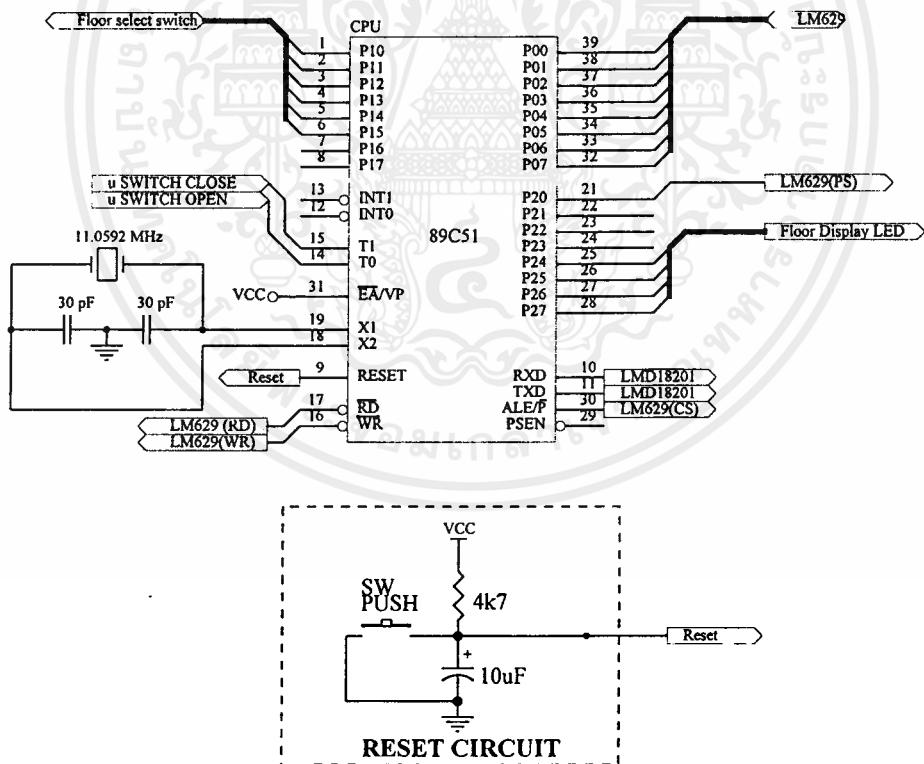 Floor select switch
CPU
LM629
1 P10 P00 39
2 P11 P01 38
3 P12 P02 37
4 P13 P03 36
5 P14 P04 35
6 P15 P05 34
7 P16 P06 33
8 P17 P07 32
u SWITCH CLOSE
u SWITCH OPEN
13 INT1 P20 21 LM629(PS)
12 INT0 P21 22
P22 23
15 T1 P23 24
14 T0 P24 25 Floor Display LED
89C51
P25 26
P26 27
P27 28
11.0592 MHz
VCC 31 EA/VP
30 pF 30 pF
19 X1
18 X2
Reset 9 RESET RXD 10 LMD18201
TXD 11 LMD18201
17 RD ALE/P 30 LM629(CS)
16 WR PSEN 29
LM629 (RD)
LM629(WR)
VCC
SW
PUSH
4k7
Reset
+
10uF
RESET CIRCUIT